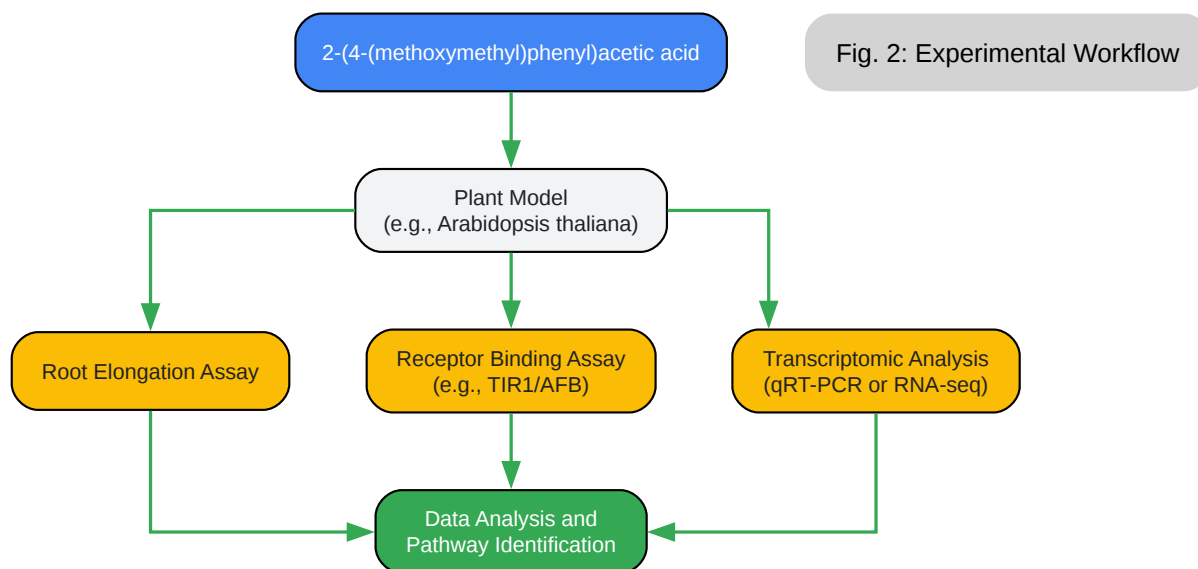 2-(4-(methoxymethyl)phenyl)acetic acid
Fig. 2: Experimental Workflow
Plant Model
(e.g., Arabidopsis thaliana)
Root Elongation Assay
Receptor Binding Assay
(e.g., TIR1/AFB)
Transcriptomic Analysis
(qRT-PCR or RNA-seq)
Data Analysis and
Pathway Identification